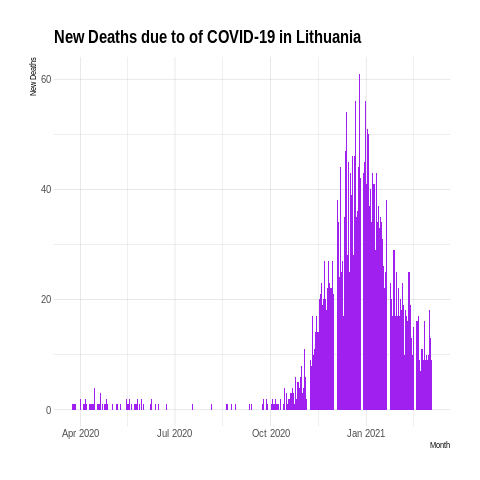 New Deaths due to of COVID-19 in Lithuania
New Deaths
60
40
20
0
Apr 2020 Jul 2020 Oct 2020 Jan 2021
Month